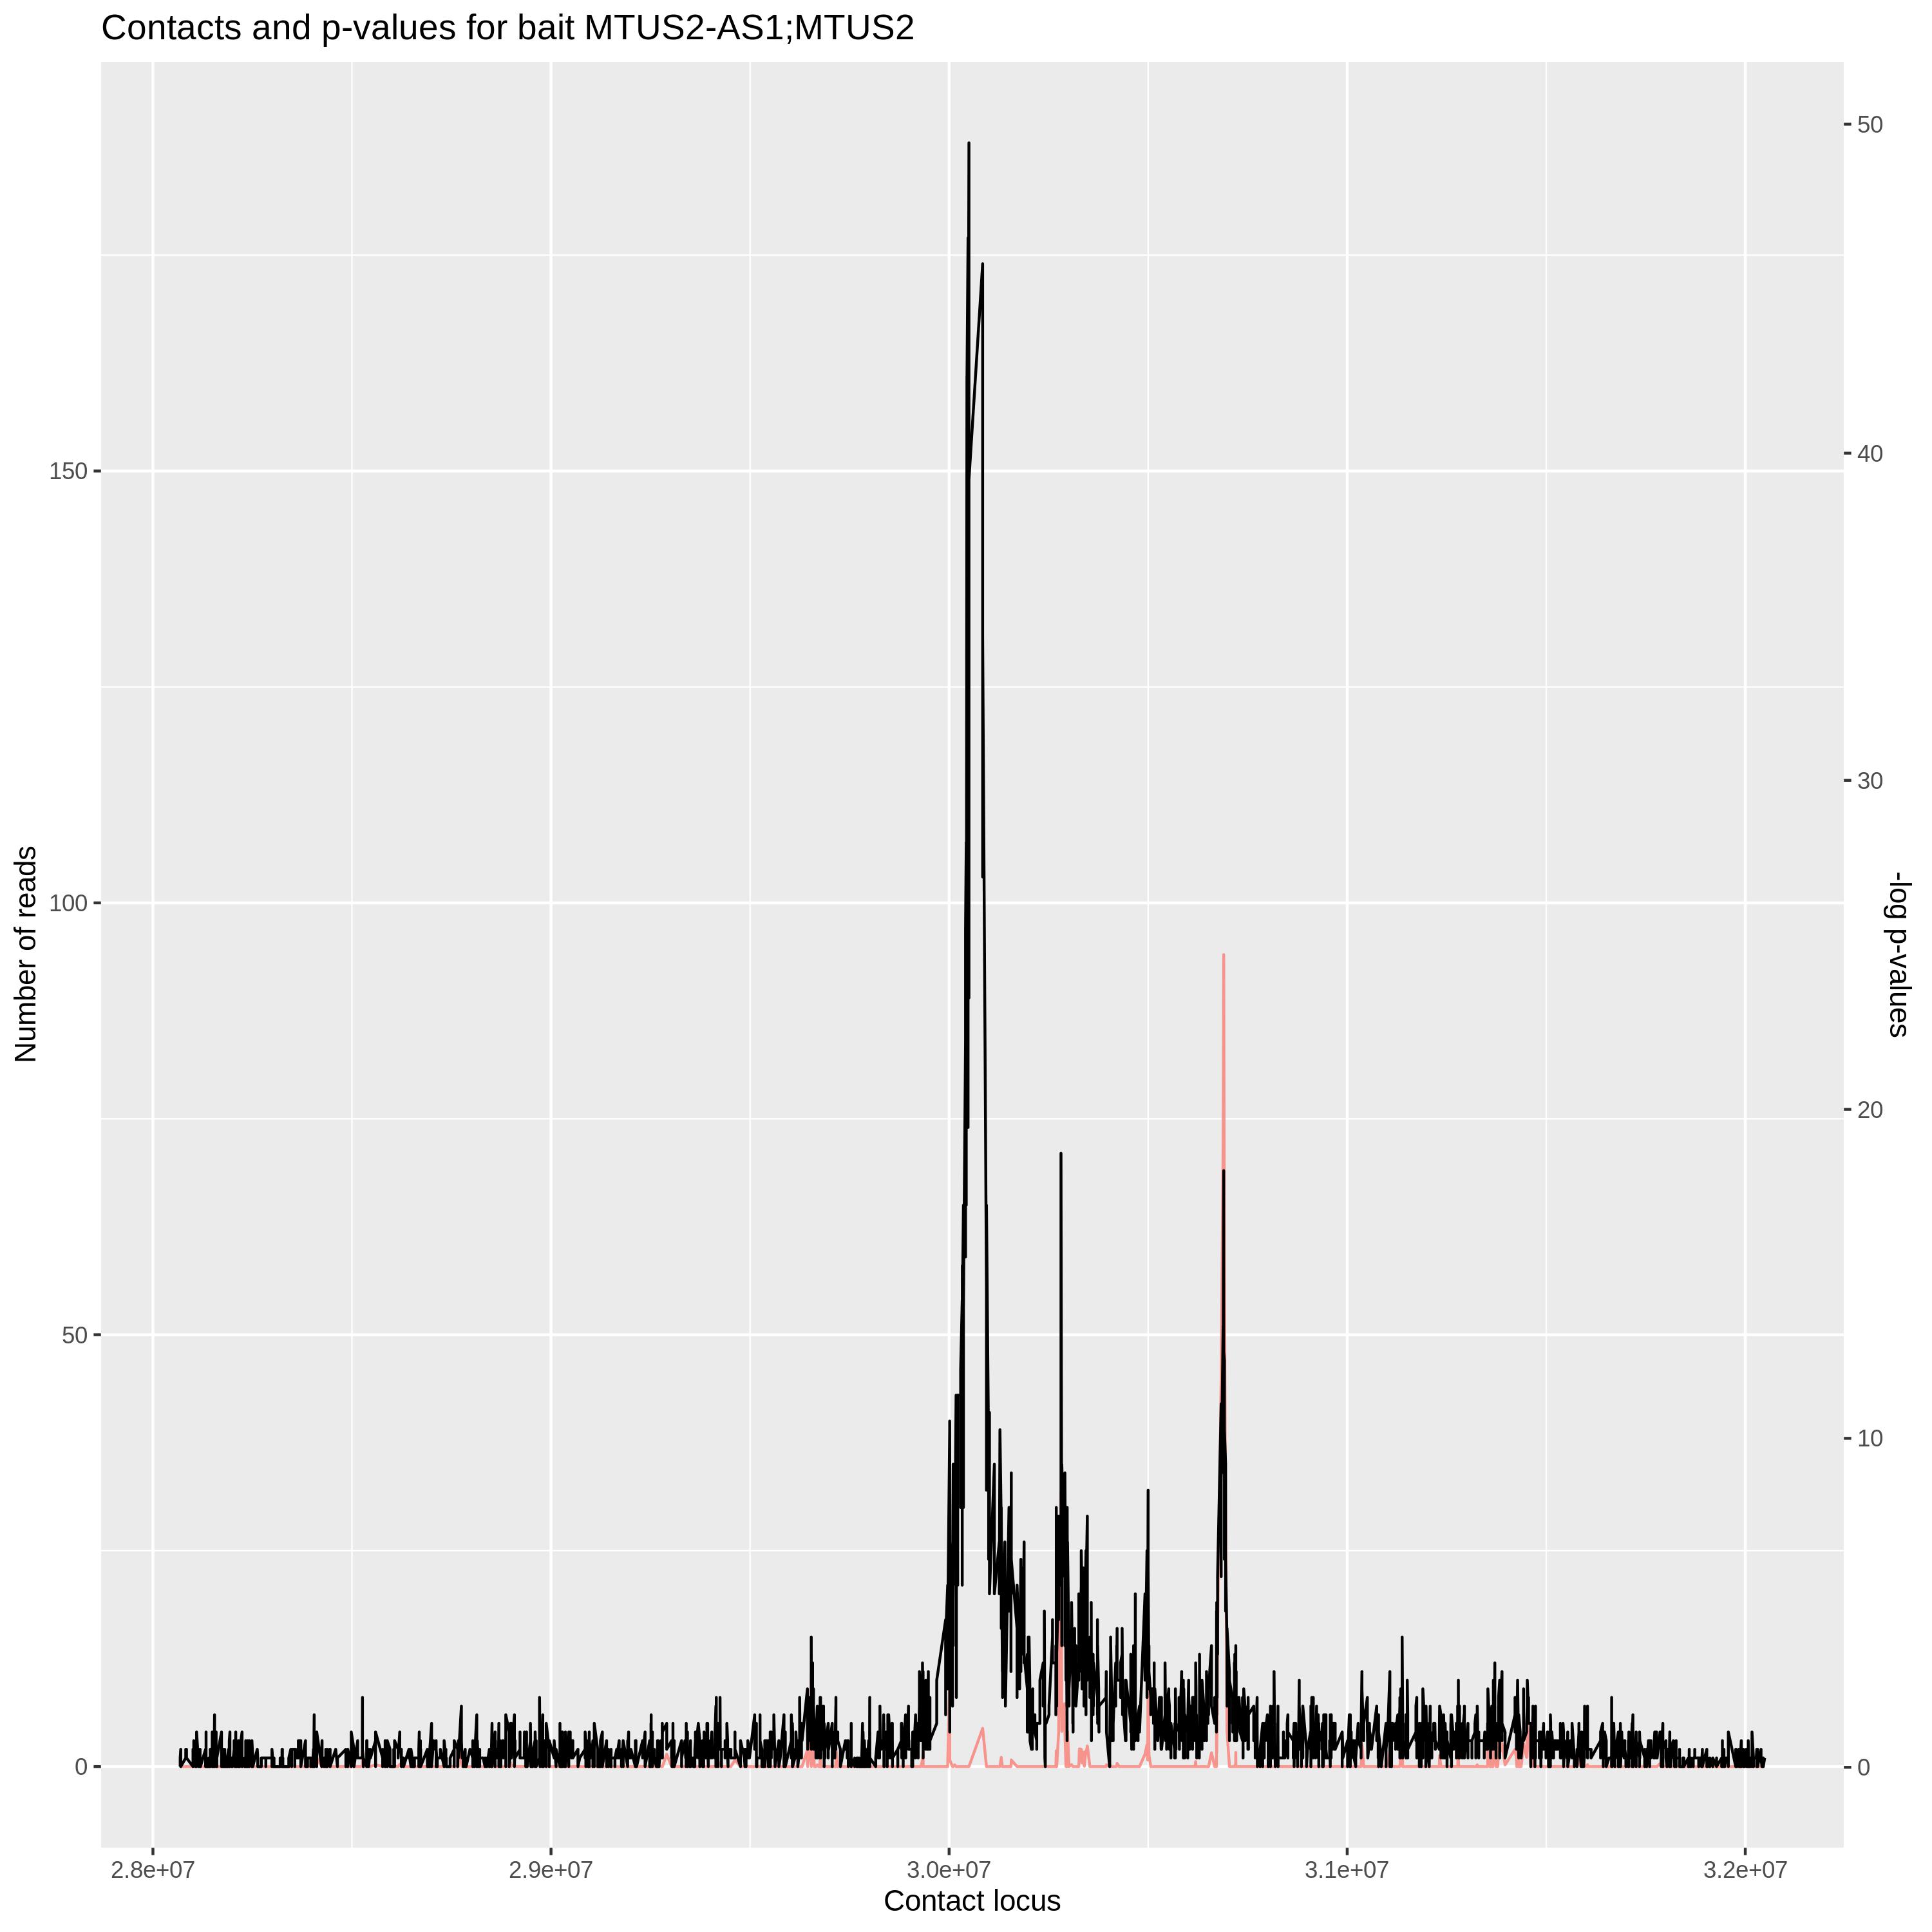 Contacts and p-values for bait MTUS2-AS1;MTUS2
50
40
30
20
10
0
150
100
50
0
Number of reads
-log p-values
2.8e+07 2.9e+07 3.0e+07 3.1e+07 3.2e+07
Contact locus